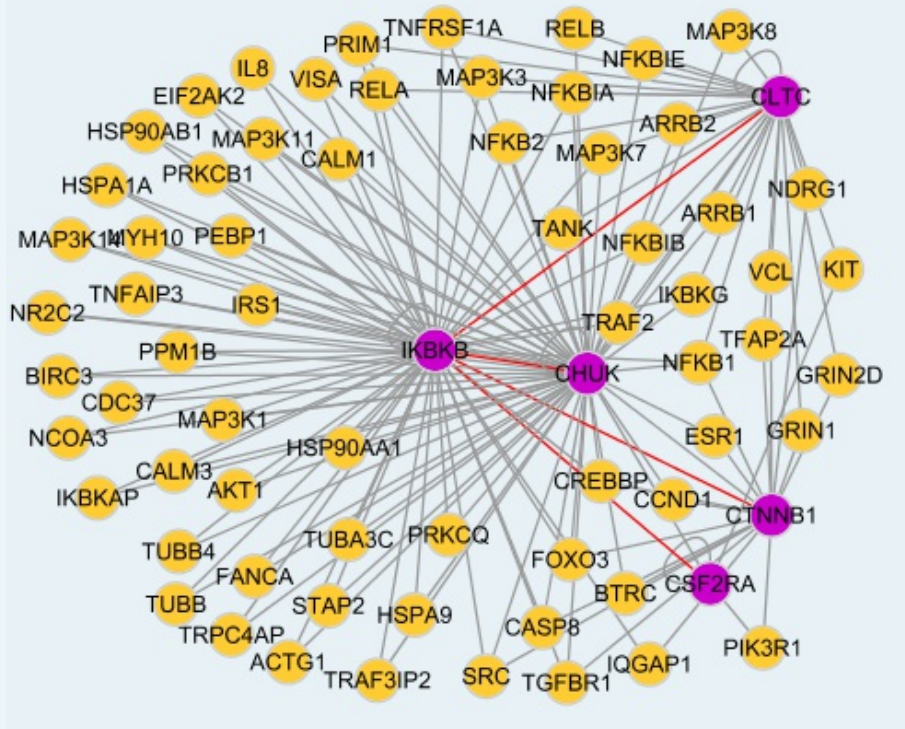 TNFRSF1A
RELB
MAP3K8
PRIM1
NFKBIE
IL8
VISA
RELA
MAP3K3
NFKBIA
CLTC
EIF2AK2
HSP90AB1
MAP3K11
CALM1
NFKB2
MAP3K7
ARRB2
HSPA1A
PRKCB1
NDRG1
MAP3K14
MYH10
PEBP1
TANK
NFKBIB
ARRB1
VCL
KIT
NR2C2
TNFAIP3
IRS1
IKBKG
TRAF2
TFAP2A
PPM1B
IKBKB
CHUK
NFKB1
GRIN2D
BIRC3
CDC37
NCOA3
MAP3K1
HSP90AA1
ESR1
GRIN1
IKBKAP
CALM3
AKT1
CREBBP
CCND1
CTNNB1
TUBB4
TUBA3C
PRKCQ
FOXO3
FANCA
CSF2RA
TUBB
STAP2
HSPA9
BTRC
TRPC4AP
CASP8
ACTG1
TRAF3IP2
SRC
TGFBR1
IQGAP1
PIK3R1